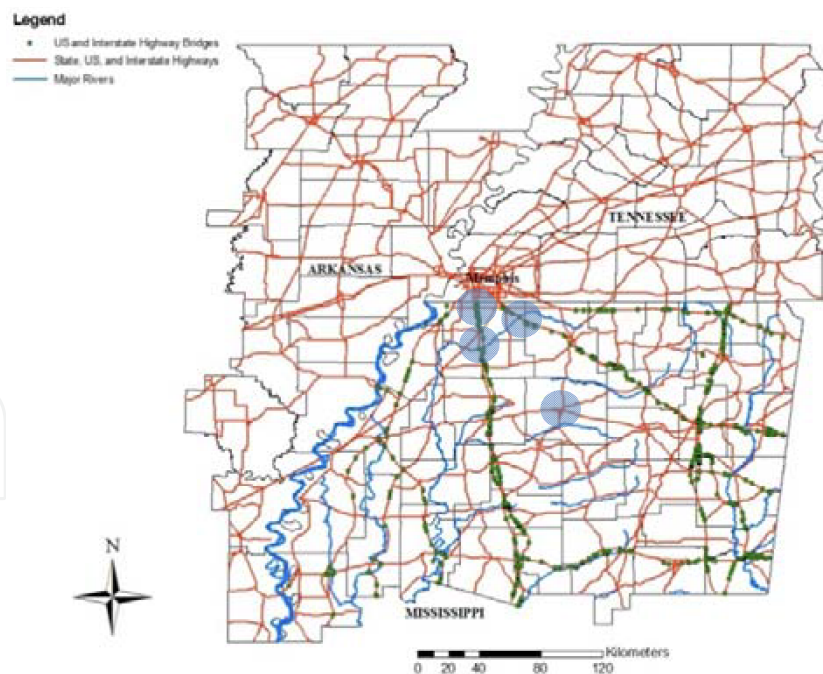 Legend
US and Interstate Highway Bridges
State, US, and Interstate Highways
Major Rivers
TENNESSEE
ARKANSAS
Memphis
N
MISSISSIPPI
Kilometers
0 10 20 40 80 120